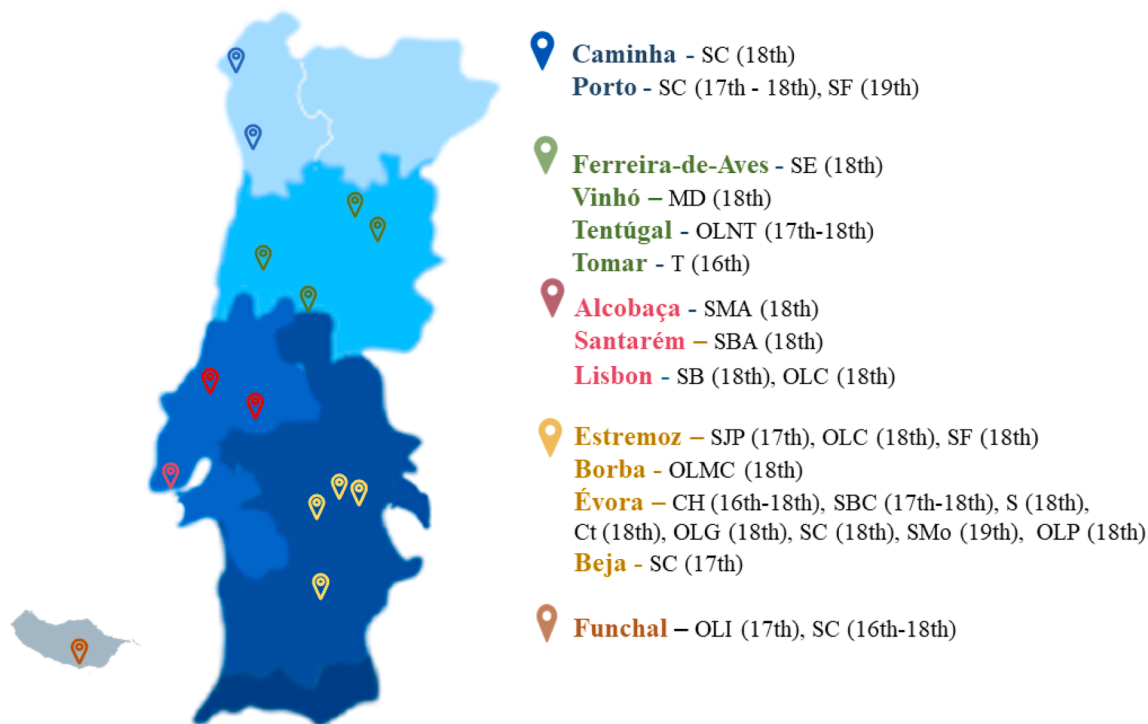 Caminha - SC (18th)
Porto - SC (17th - 18th), SF (19th)
Ferreira-de-Aves - SE (18th)
Vinhó – MD (18th)
Tentúgal - OLNT (17th-18th)
Tomar - T (16th)
Alcobaça - SMA (18th)
Santarém – SBA (18th)
Lisbon - SB (18th), OLC (18th)
Estremoz – SJP (17th), OLC (18th), SF (18th)
Borba - OLMC (18th)
Évora – CH (16th-18th), SBC (17th-18th), S (18th),
Ct (18th), OLG (18th), SC (18th), SMo (19th), OLP (18th)
Beja - SC (17th)
Funchal – OLI (17th), SC (16th-18th)